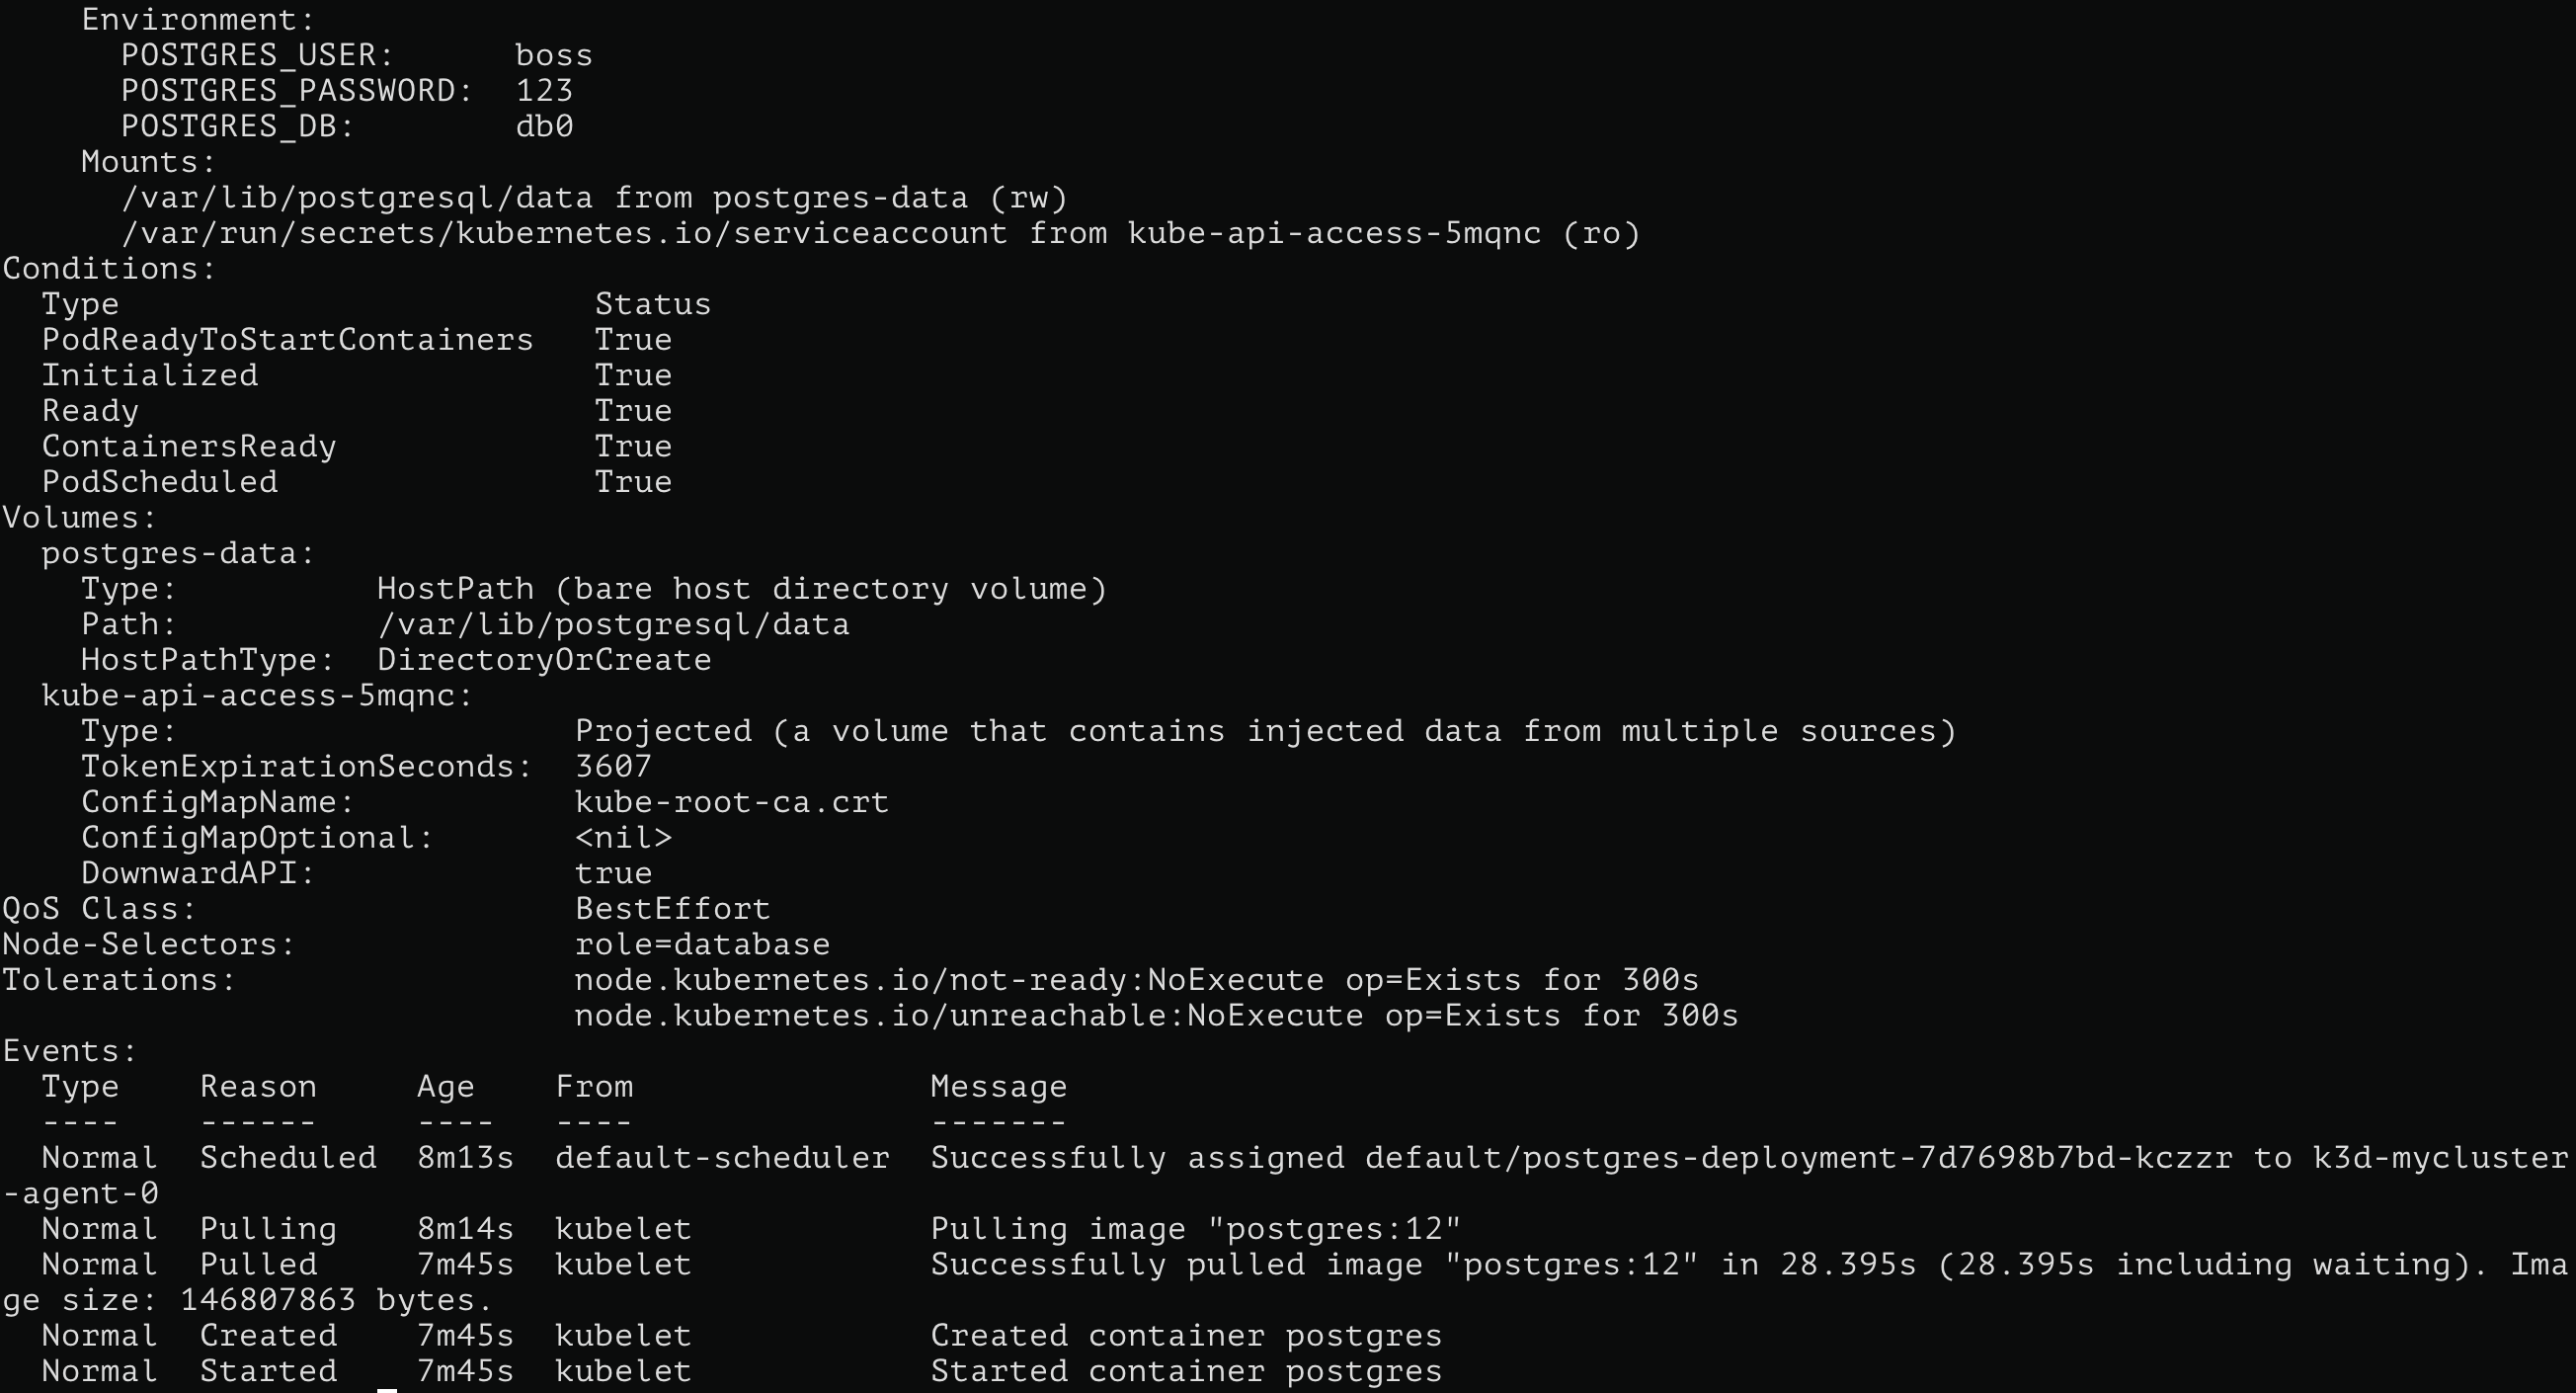 Environment:
POSTGRES_USER: boss
POSTGRES_PASSWORD: 123
POSTGRES_DB: db0
Mounts:
/var/lib/postgresql/data from postgres-data (rw)
/var/run/secrets/kubernetes.io/serviceaccount from kube-api-access-5mqnc (ro)
Conditions:
Type Status
PodReadyToStartContainers True
Initialized True
Ready True
ContainersReady True
PodScheduled True
Volumes:
postgres-data:
Type: HostPath (bare host directory volume)
Path: /var/lib/postgresql/data
HostPathType: DirectoryOrCreate
kube-api-access-5mqnc:
Type: Projected (a volume that contains injected data from multiple sources)
TokenExpirationSeconds: 3607
ConfigMapName: kube-root-ca.crt
ConfigMapOptional: <nil>
DownwardAPI: true
QoS Class: BestEffort
Node-Selectors: role=database
Tolerations: node.kubernetes.io/not-ready:NoExecute op=Exists for 300s
node.kubernetes.io/unreachable:NoExecute op=Exists for 300s
Events:
Type Reason Age From Message
---- ------ ---- ---- -------
Normal Scheduled 8m13s default-scheduler Successfully assigned default/postgres-deployment-7d7698b7bd-kczzr to k3d-mycluster
-agent-0
Normal Pulling 8m14s kubelet Pulling image "postgres:12"
Normal Pulled 7m45s kubelet Successfully pulled image "postgres:12" in 28.395s (28.395s including waiting). Ima
ge size: 146807863 bytes.
Normal Created 7m45s kubelet Created container postgres
Normal Started 7m45s kubelet Started container postgres